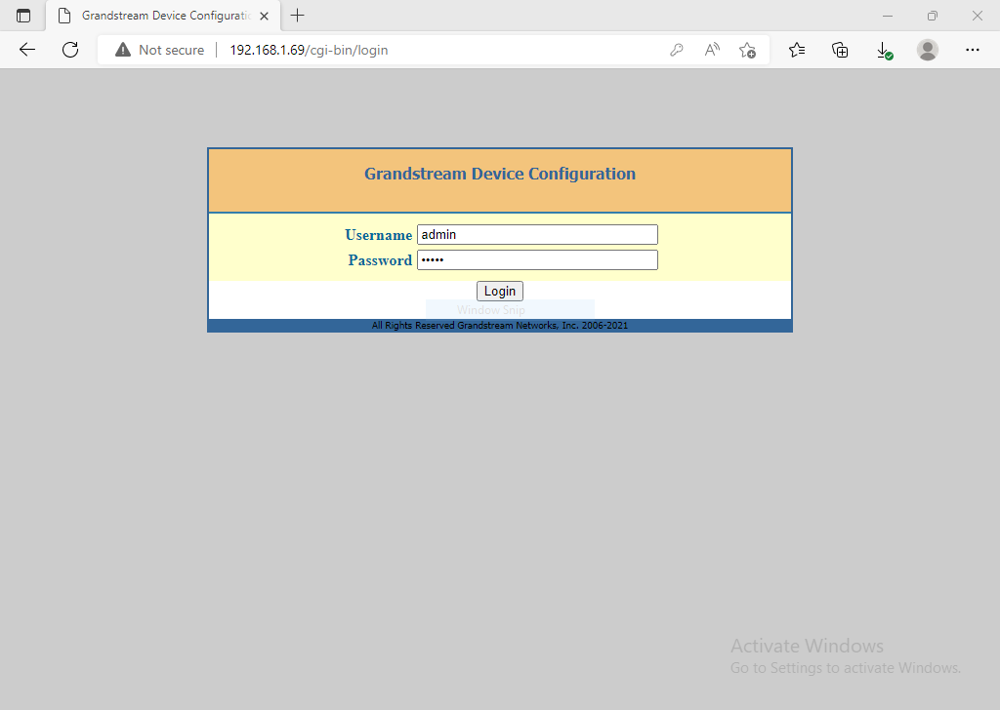 Grandstream Device Configuratio
Not secure
192.168.1.69/cgi-bin/login
Grandstream Device Configuration
Username admin
Password •••••
Login
Window Snip
All Rights Reserved Grandstream Networks, Inc. 2006-2021
Activate Windows
Go to Settings to activate Windows.